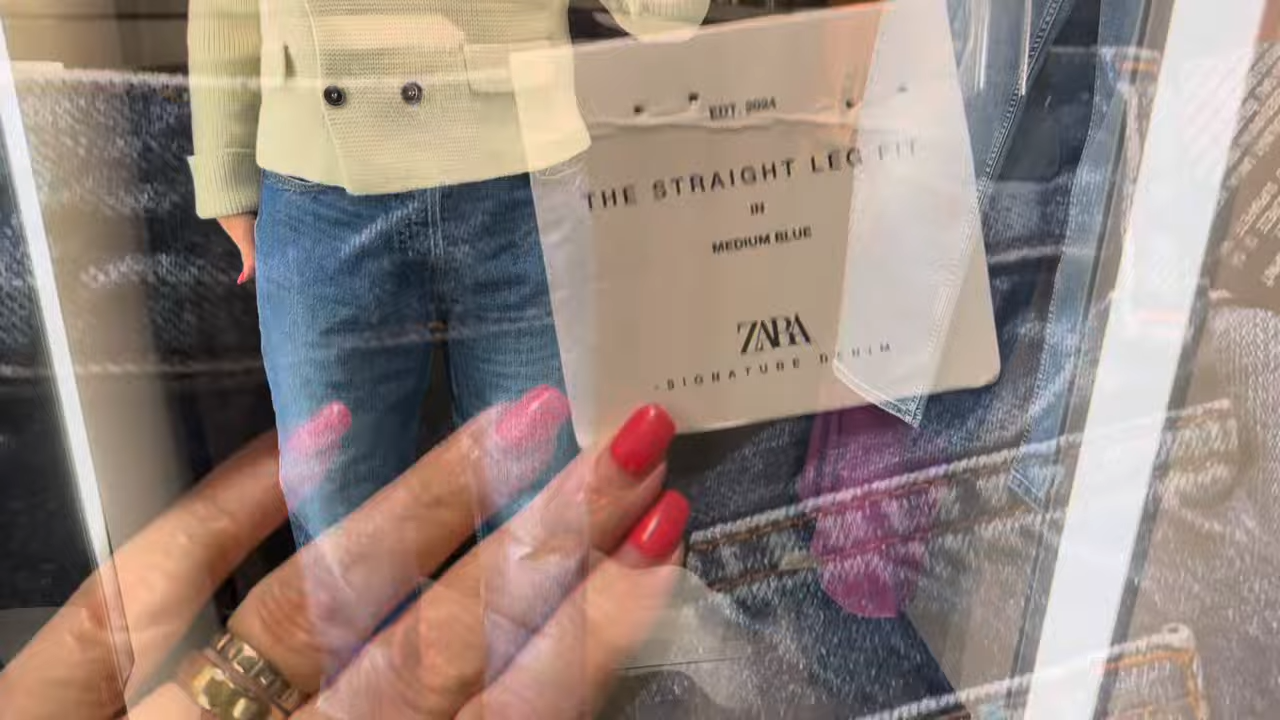 EDT. 2024
THE STRAIGHT LEG FIT
IN
MEDIUM BLUE
ZARA
-SIGNATURE DENIM